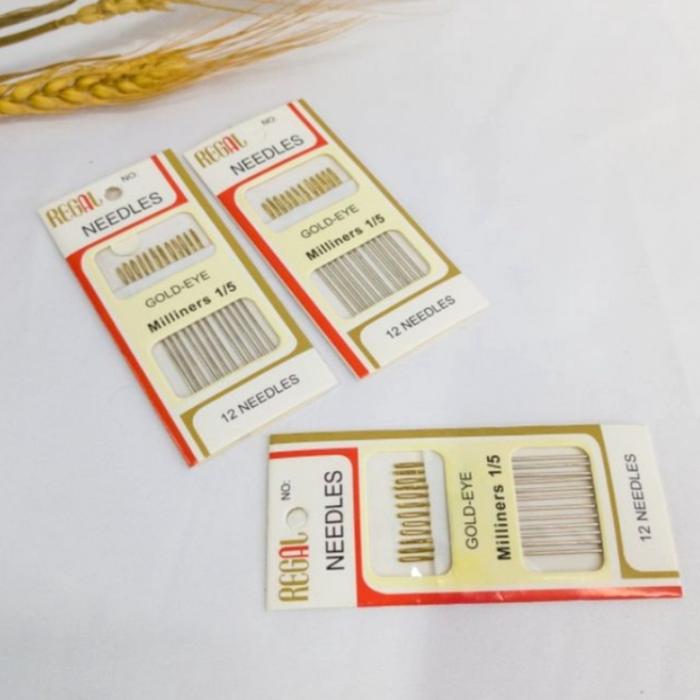 REGAL
NO:
NEEDLES
GOLD-EYE
Milliners 1/5
12 NEEDLES
REGAL
NO:
NEEDLES
GOLD-EYE
Milliners 1/5
12 NEEDLES
REGAL
NO:
NEEDLES
GOLD-EYE
Milliners 1/5
12 NEEDLES